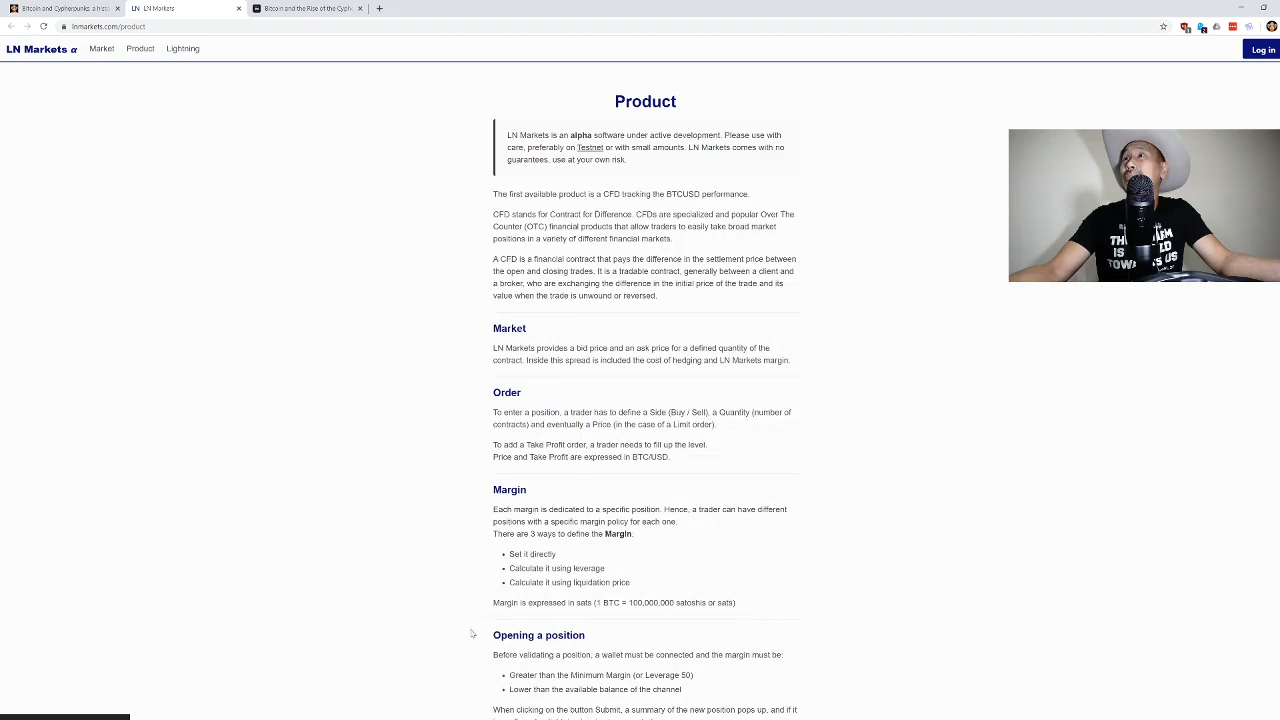 Bitcoin and Cypherpunks, a hist
LN Markets
Bitcoin and the Rise of the Cyphe
lnmarkets.com/product
LN Markets α
Market
Product
Lightning
Log in
Product
LN Markets is an alpha software under active development. Please use with
care, preferably on Testnet or with small amounts. LN Markets comes with no
guarantees, use at your own risk.
The first available product is a CFD tracking the BTCUSD performance.
CFD stands for Contract for Difference. CFDs are specialized and popular Over The
Counter (OTC) financial products that allow traders to easily take broad market
positions in a variety of different financial markets.
A CFD is a financial contract that pays the difference in the settlement price between
the open and closing trades. It is a tradable contract, generally between a client and
a broker, who are exchanging the difference in the initial price of the trade and its
value when the trade is unwound or reversed.
Market
LN Markets provides a bid price and an ask price for a defined quantity of the
contract. Inside this spread is included the cost of hedging and LN Markets margin.
Order
To enter a position, a trader has to define a Side (Buy / Sell), a Quantity (number of
contracts) and eventually a Price (in the case of a Limit order).
To add a Take Profit order, a trader needs to fill up the level.
Price and Take Profit are expressed in BTC/USD.
Margin
Each margin is dedicated to a specific position. Hence, a trader can have different
positions with a specific margin policy for each one.
There are 3 ways to define the Margin:
• Set it directly
• Calculate it using leverage
• Calculate it using liquidation price
Margin is expressed in sats (1 BTC = 100,000,000 satoshis or sats)
Opening a position
Before validating a position, a wallet must be connected and the margin must be:
• Greater than the Minimum Margin (or Leverage 50)
• Lower than the available balance of the channel
When clicking on the button Submit, a summary of the new position pops up, and if it